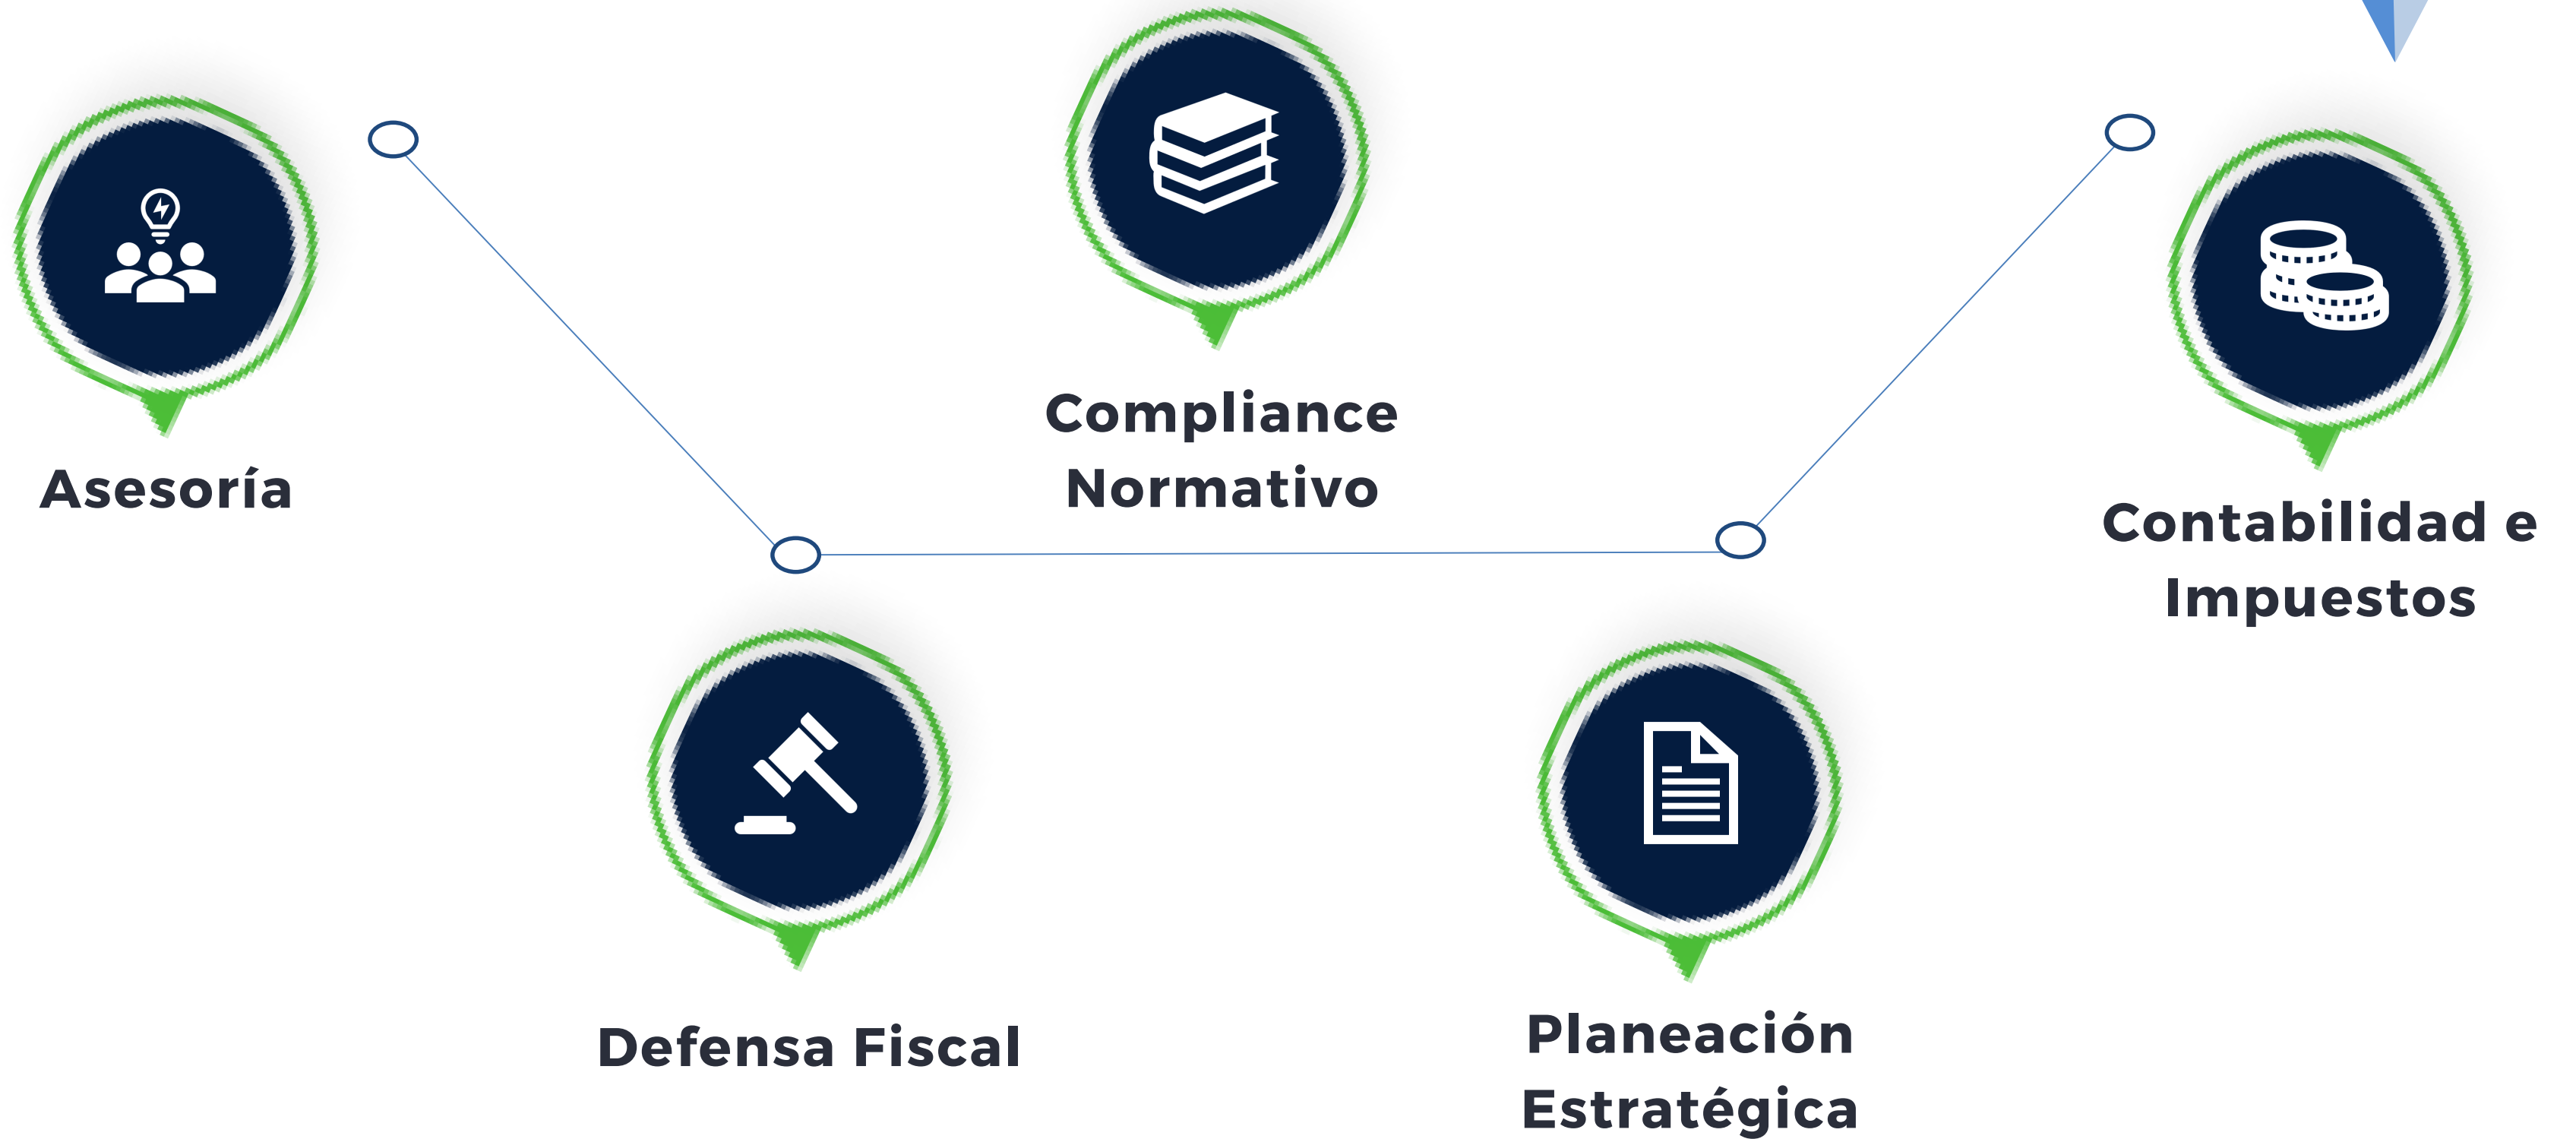 Asesoría
Compliance
Normativo
Contabilidad e
Impuestos
Defensa Fiscal
Planeación
Estratégica